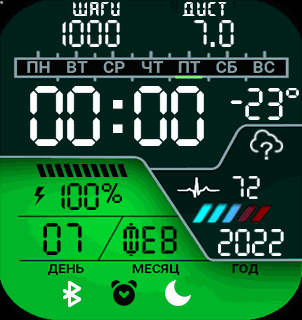 ШАГИ ДИСТ
1000 7.0
ПН ВТ СР ЧТ ПТ СБ ВС
00:00 -23°
?
100% 72
07 ФЕВ 2022
ДЕНЬ МЕСЯЦ ГОД